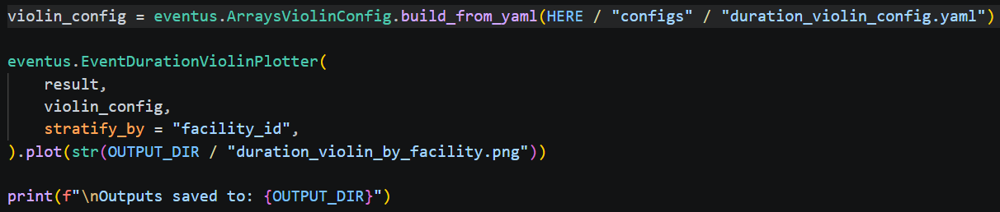 violin_config = eventus.ArraysViolinConfig.build_from_yaml(HERE / "configs" / "duration_violin_config.yaml")
eventus.EventDurationViolinPlotter(
    result,
    violin_config,
    stratify_by = "facility_id",
).plot(str(OUTPUT_DIR / "duration_violin_by_facility.png"))
print(f"\nOutputs saved to: {OUTPUT_DIR}")